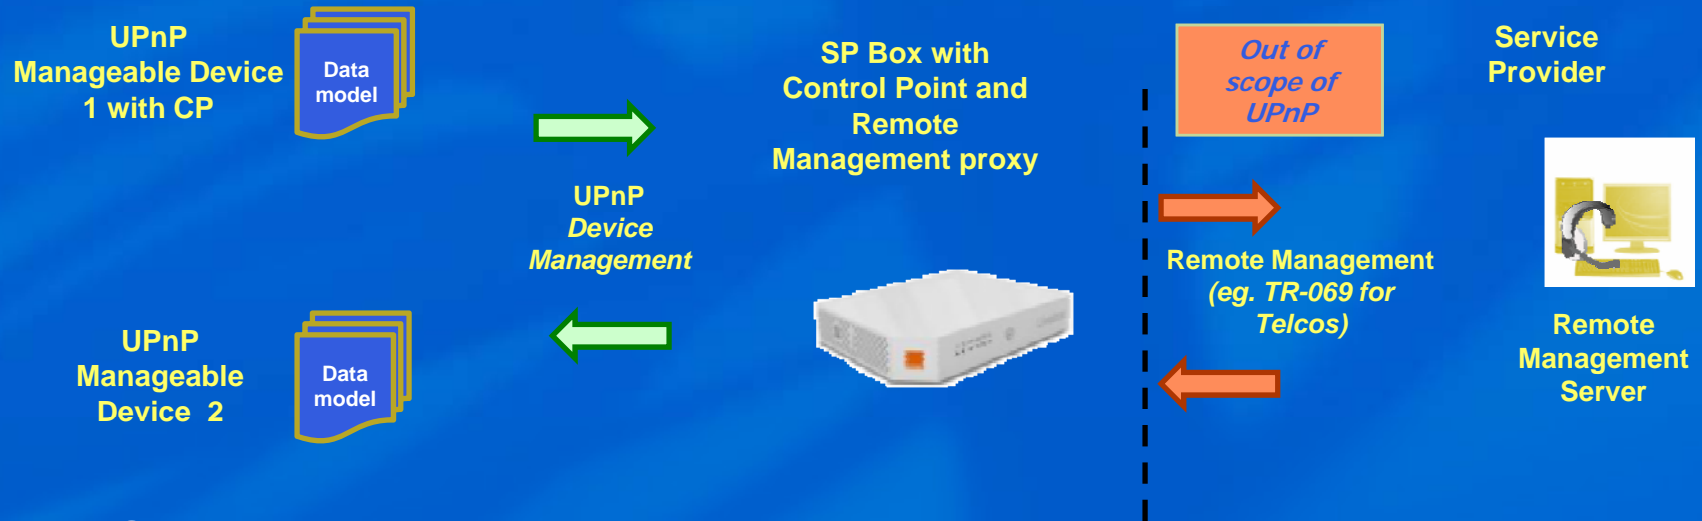 UPnP
Manageable Device
1 with CP
Data
model
SP Box with
Control Point and
Remote
Management proxy
Out of
scope of
UPnP
Service
Provider
UPnP
Device
Management
Remote Management
(eg. TR-069 for
Telcos)
UPnP
Manageable
Device 2
Data
model
Remote
Management
Server